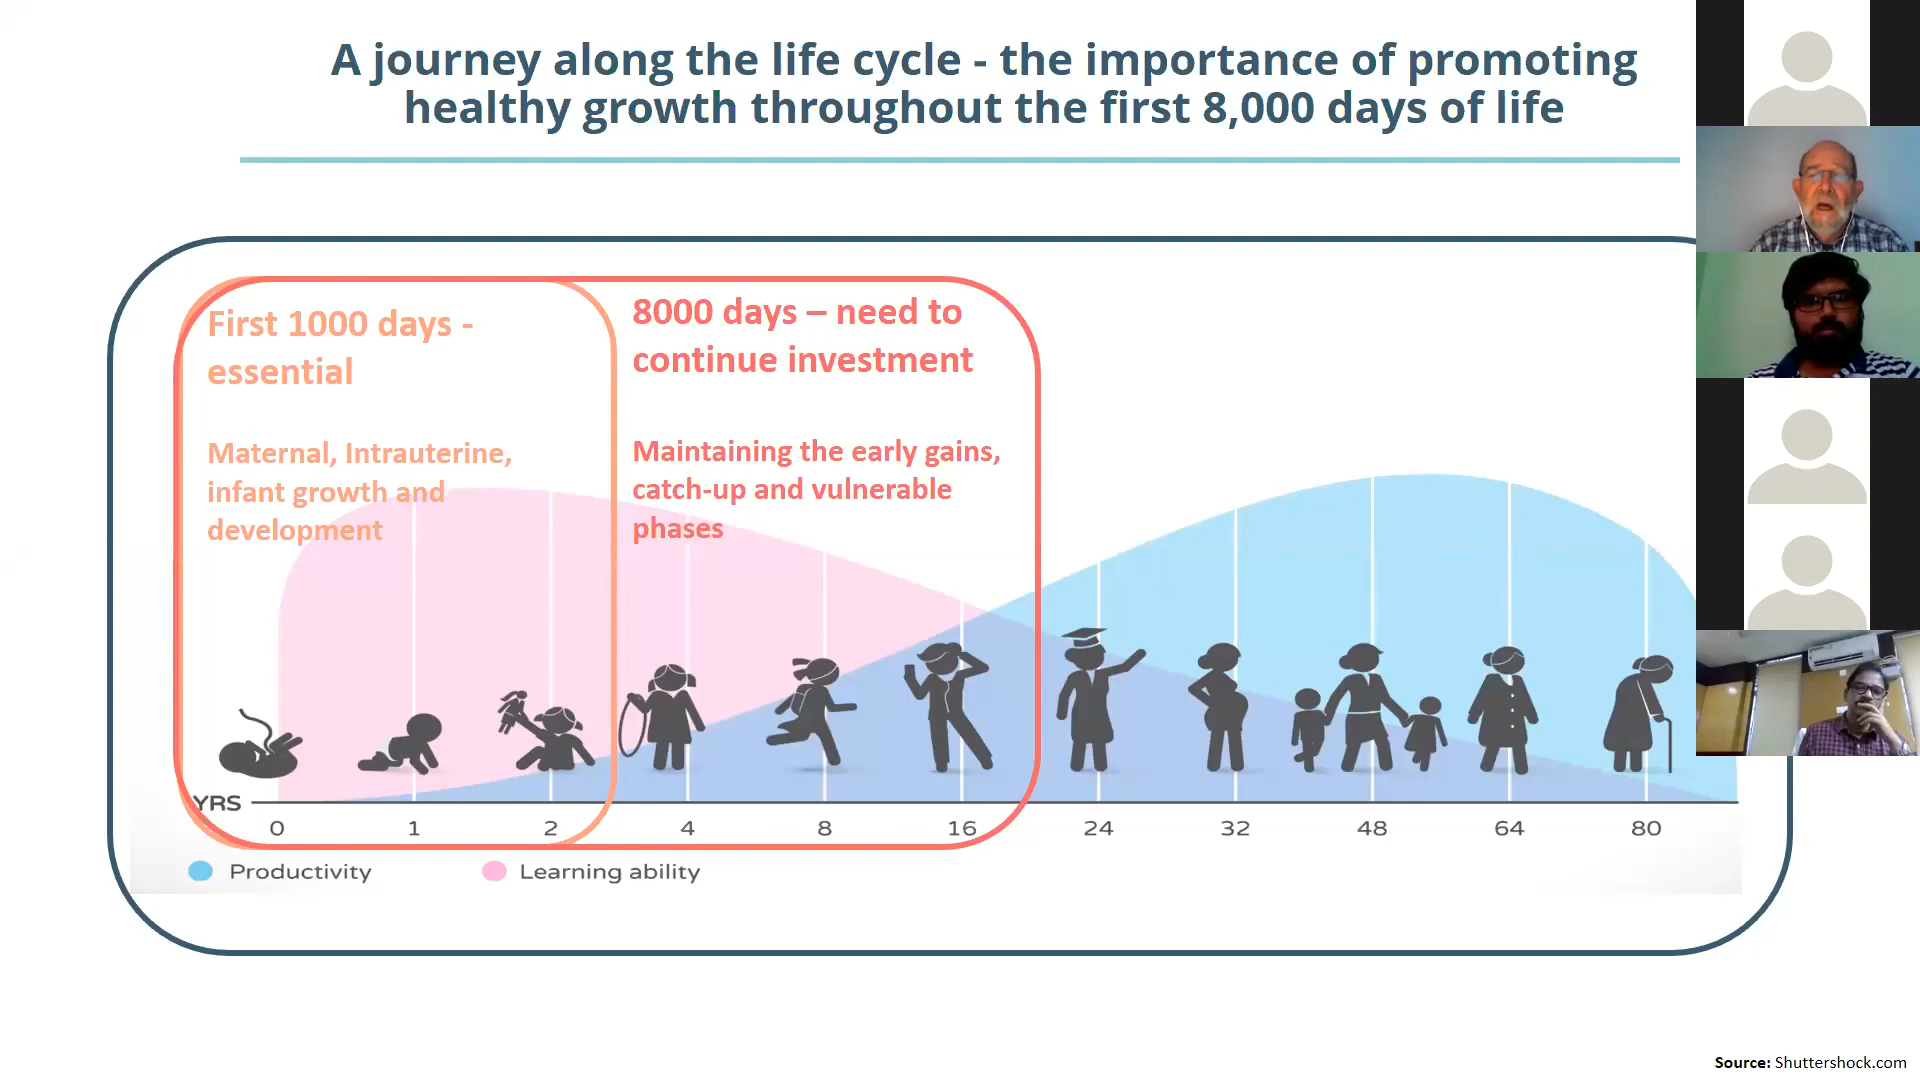 A journey along the life cycle - the importance of promoting
healthy growth throughout the first 8,000 days of life
First 1000 days -
essential
Maternal, Intrauterine,
infant growth and
development
8000 days – need to
continue investment
Maintaining the early gains,
catch-up and vulnerable
phases
YRS
0 1 2 4 8 16 24 32 48 64 80
Productivity Learning ability
Source: Shuttershock.com